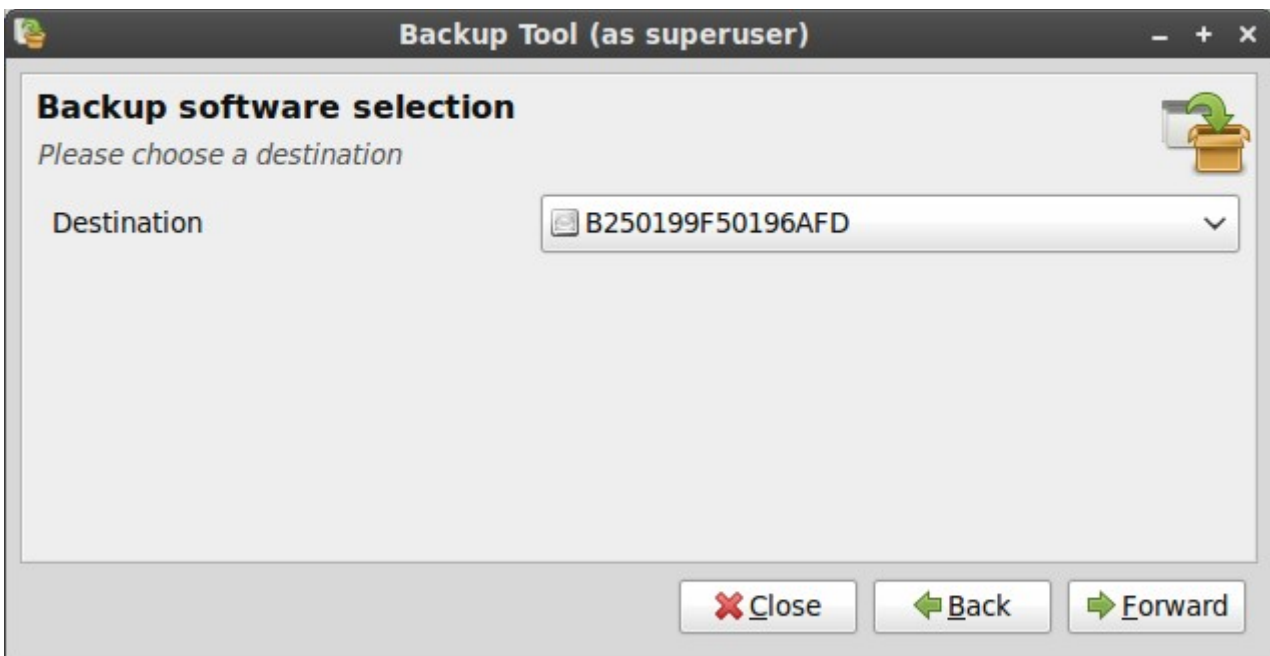 Backup Tool (as superuser)
Backup software selection
Please choose a destination
Destination B250199F50196AFD
Close Back Forward